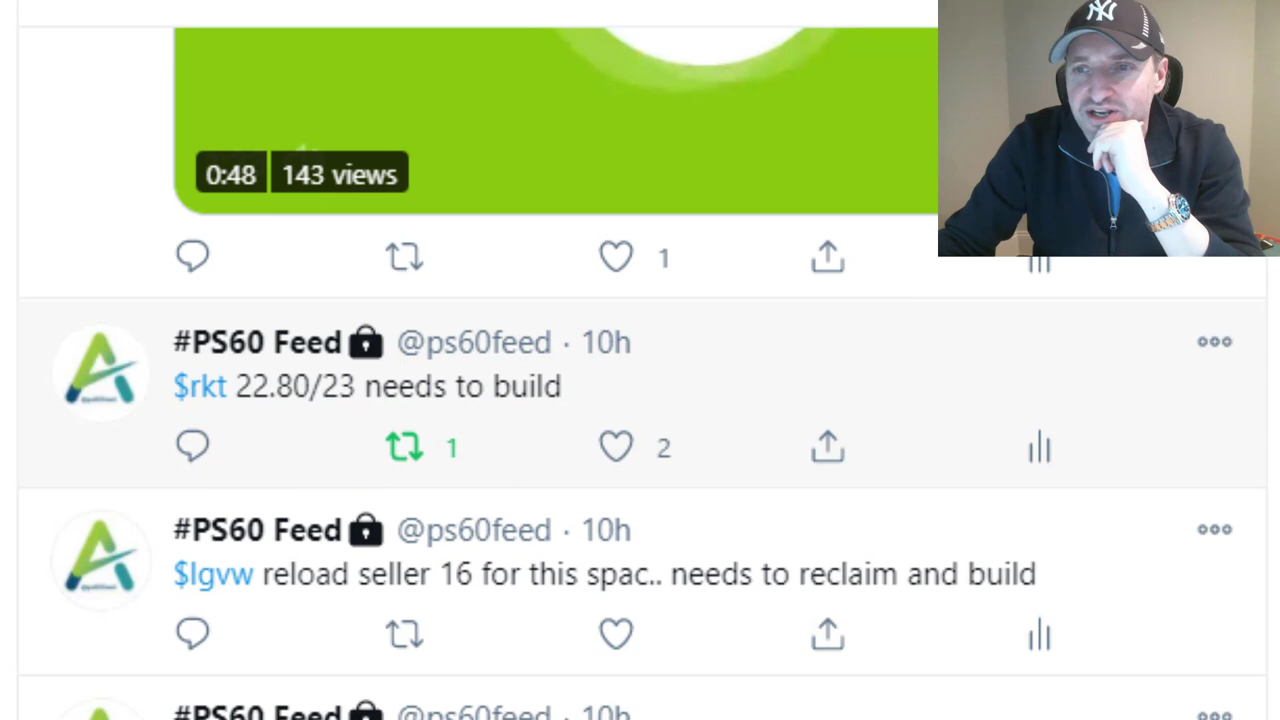 0:48 143 views
1
#PS60 Feed @ps60feed · 10h
$rkt 22.80/23 needs to build
1 2
#PS60 Feed @ps60feed · 10h
$lgvw reload seller 16 for this spac.. needs to reclaim and build
#PS60 Feed @ps60feed · 10h